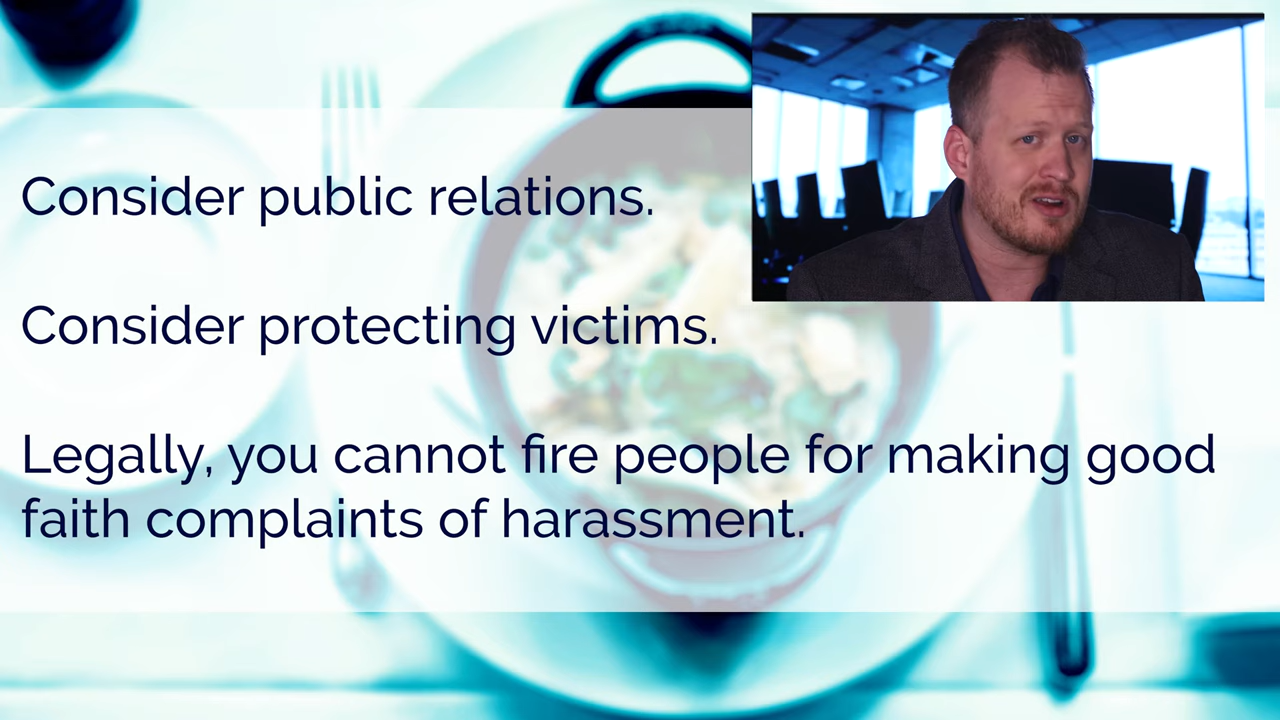 Consider public relations.
Consider protecting victims.
Legally, you cannot fire people for making good
faith complaints of harassment.